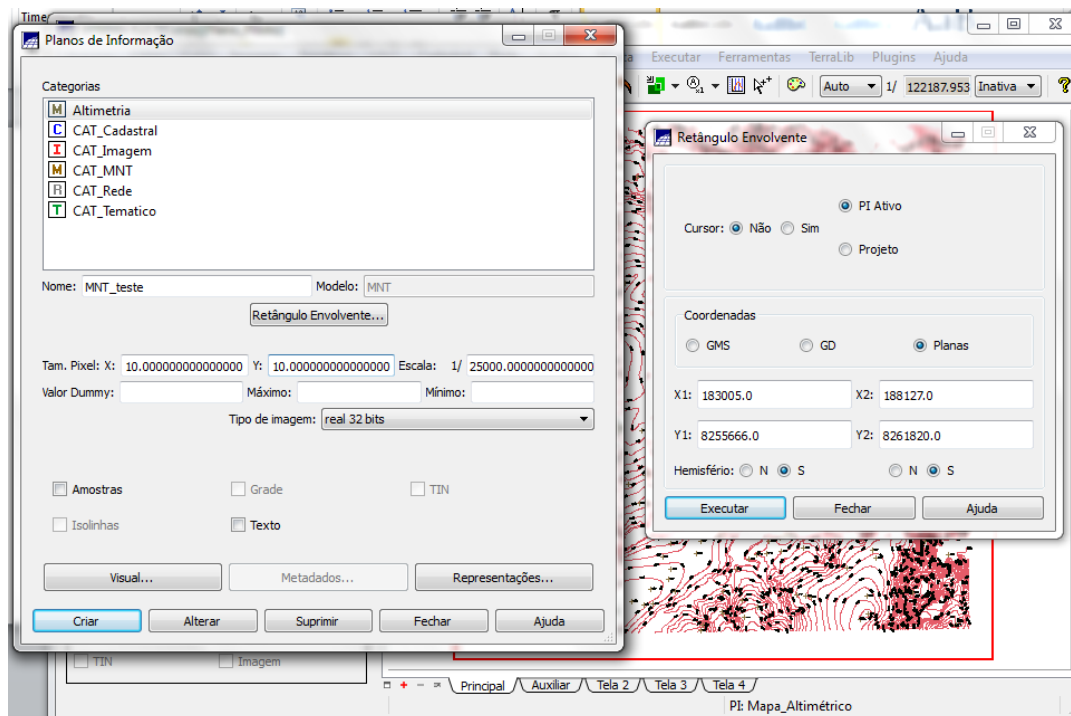 Time
Planos de Informação
Categorias
M Altimetria
C CAT_Cadastral
I CAT_Imagem
M CAT_MNT
R CAT_Rede
T CAT_Tematico
Nome: MNT_teste Modelo: MNT
Retângulo Envolvente...
Tam. Pixel: X: 10.000000000000000 Y: 10.000000000000000 Escala: 1/ 25000.0000000000000
Valor Dummy: Máximo: Mínimo:
Tipo de imagem: real 32 bits
Amostras Grade TIN
Isolinhas Texto
Visual... Metadados... Representações...
Criar Alterar Suprimir Fechar Ajuda
TIN Imagem
Executar Ferramentas TerraLib Plugins Ajuda
Auto 1/ 122187.953 Inativa
Retângulo Envolvente
PI Ativo
Cursor: Não Sim
Projeto
Coordenadas
GMS GD Planas
X1: 183005.0 X2: 188127.0
Y1: 8255666.0 Y2: 8261820.0
Hemisfério: N S N S
Executar Fechar Ajuda
Principal Auxiliar Tela 2 Tela 3 Tela 4
PI: Mapa_Altimétrico